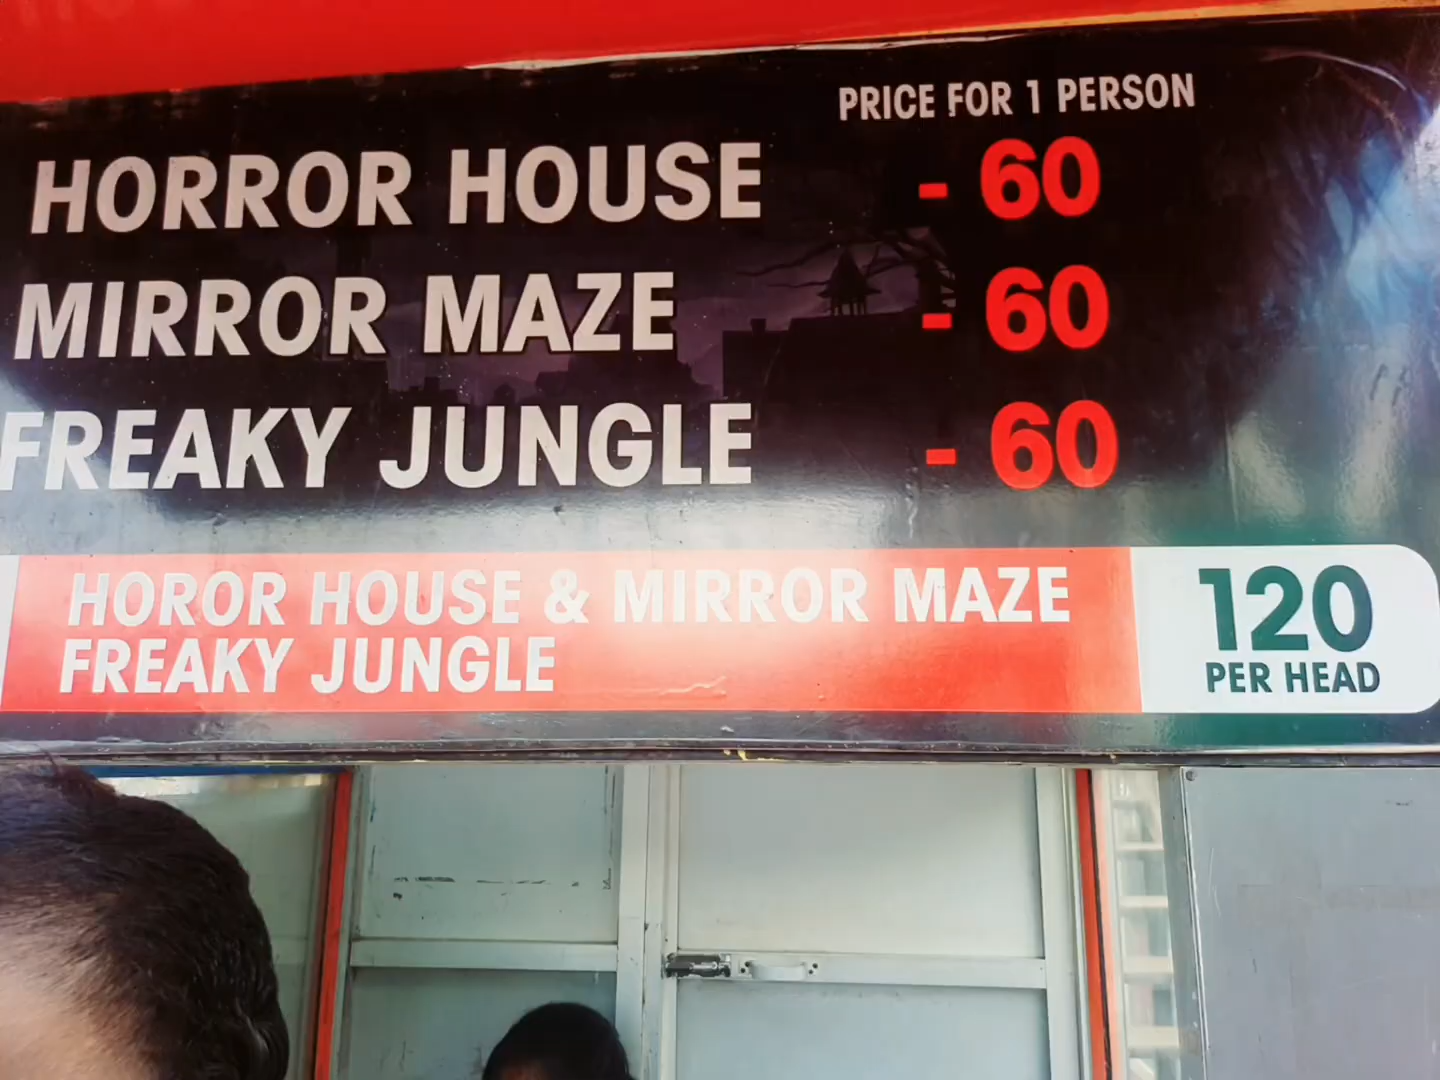 PRICE FOR 1 PERSON
HORROR HOUSE - 60
MIRROR MAZE - 60
FREAKY JUNGLE - 60
HOROR HOUSE & MIRROR MAZE
FREAKY JUNGLE
120
PER HEAD